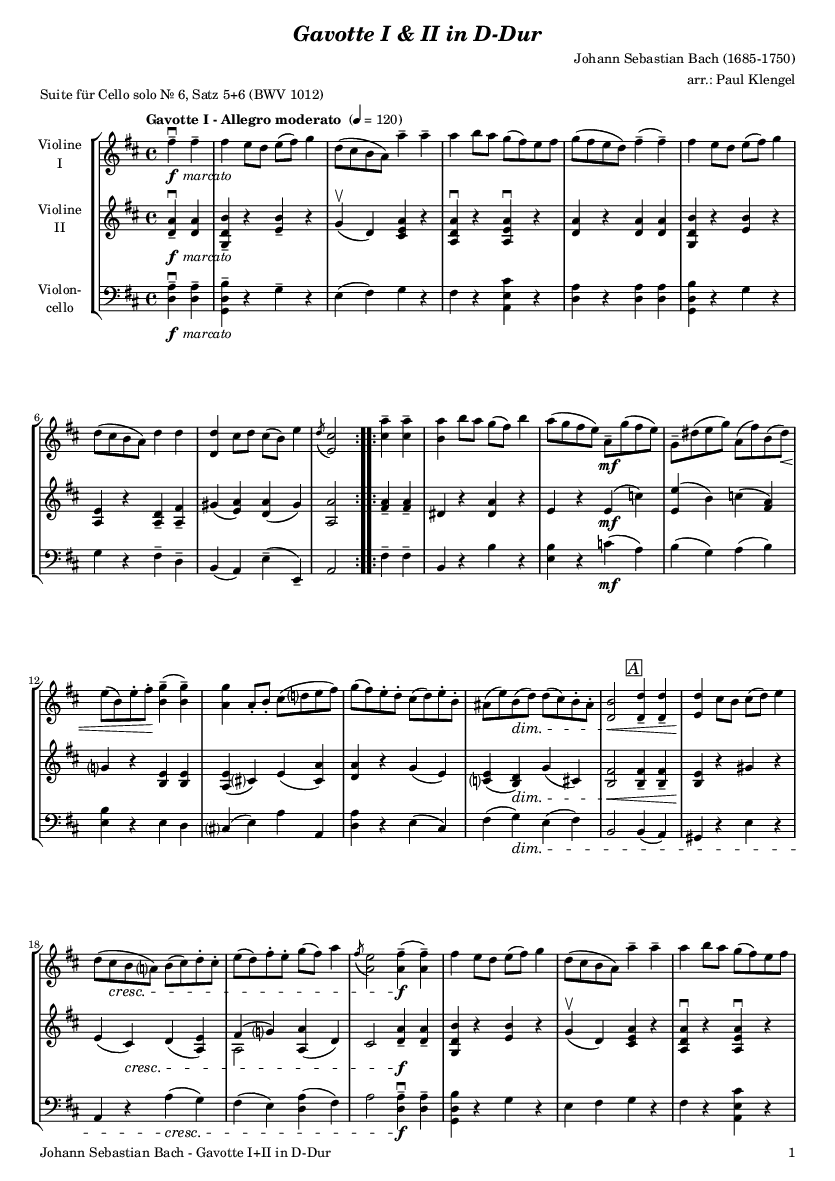 Gavotte I & II in D-Dur
Johann Sebastian Bach (1685-1750)
arr.: Paul Klengel
Suite für Cello solo № 6, Satz 5+6 (BWV 1012)
Gavotte I - Allegro moderato (♩ = 120)
Violine
I
f marcato
Violine
II
f marcato
Violon-
cello
f marcato
6
mf
mf
mf
12
A
dim.
dim.
dim.
18
cresc.
f
cresc.
f
cresc.
f
Johann Sebastian Bach - Gavotte I+II in D-Dur
1